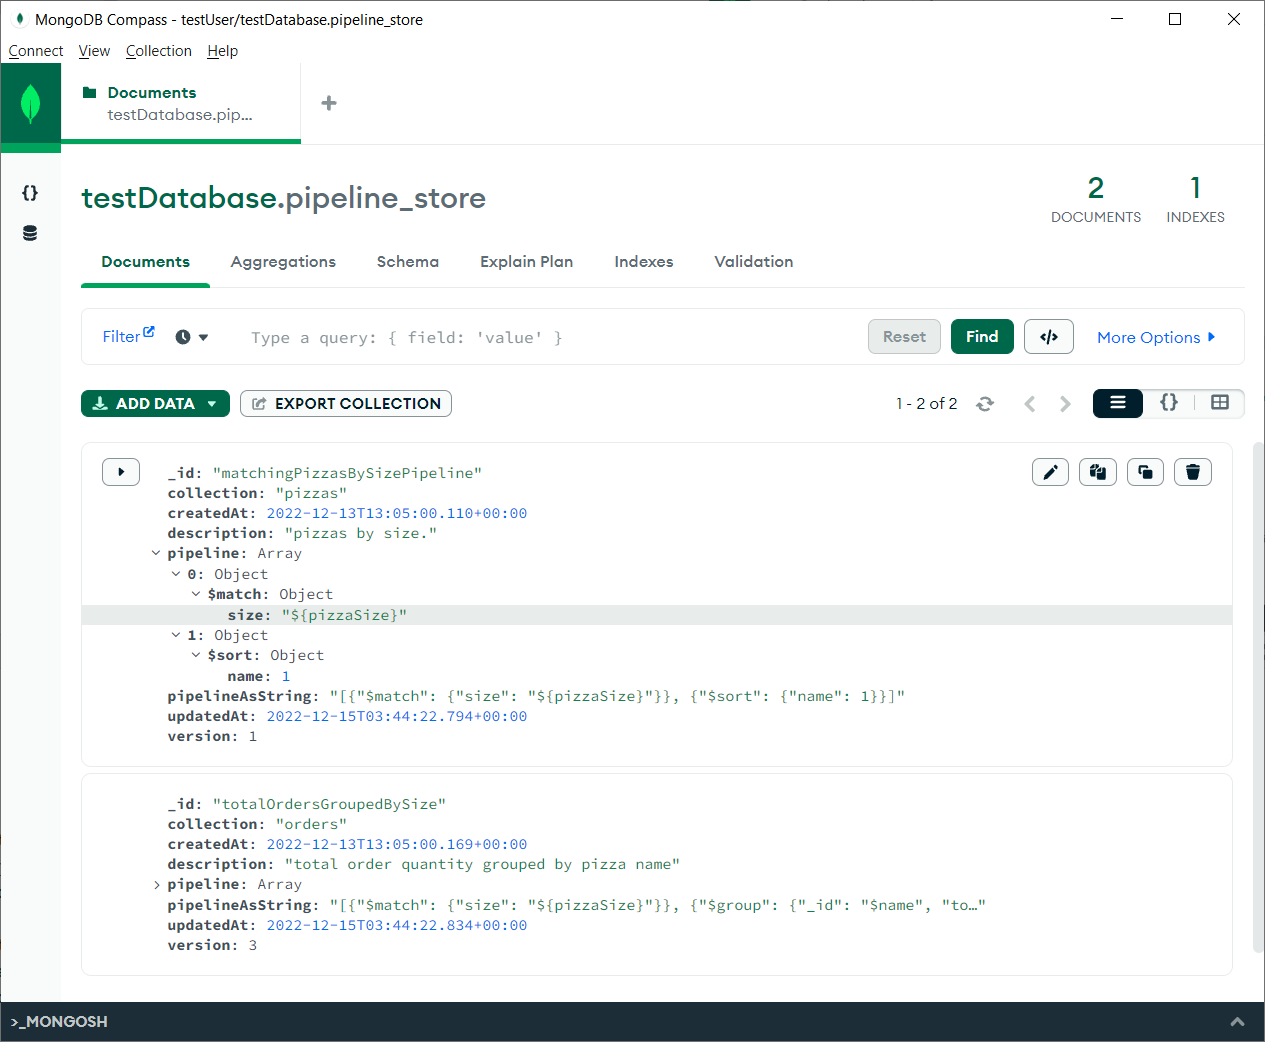 MongoDB Compass - testUser/testDatabase.pipeline_store
Connect View Collection Help
Documents
testDatabase.pip...
testDatabase.pipeline_store
2
DOCUMENTS
1
INDEXES
Documents Aggregations Schema Explain Plan Indexes Validation
Filter Type a query: { field: 'value' } Reset Find </> More Options
ADD DATA EXPORT COLLECTION 1 - 2 of 2 {}
_id: "matchingPizzasBySizePipeline"
collection: "pizzas"
createdAt: 2022-12-13T13:05:00.110+00:00
description: "pizzas by size."
pipeline: Array
0: Object
$match: Object
size: "${pizzaSize}"
1: Object
$sort: Object
name: 1
pipelineAsString: "[{"$match": {"size": "${pizzaSize}"}}, {"$sort": {"name": 1}}]"
updatedAt: 2022-12-15T03:44:22.794+00:00
version: 1
_id: "totalOrdersGroupedBySize"
collection: "orders"
createdAt: 2022-12-13T13:05:00.169+00:00
description: "total order quantity grouped by pizza name"
pipeline: Array
pipelineAsString: "[{"$match": {"size": "${pizzaSize}"}}, {"$group": {"_id": "$name", "to…"
updatedAt: 2022-12-15T03:44:22.834+00:00
version: 3
>_MONGOSH